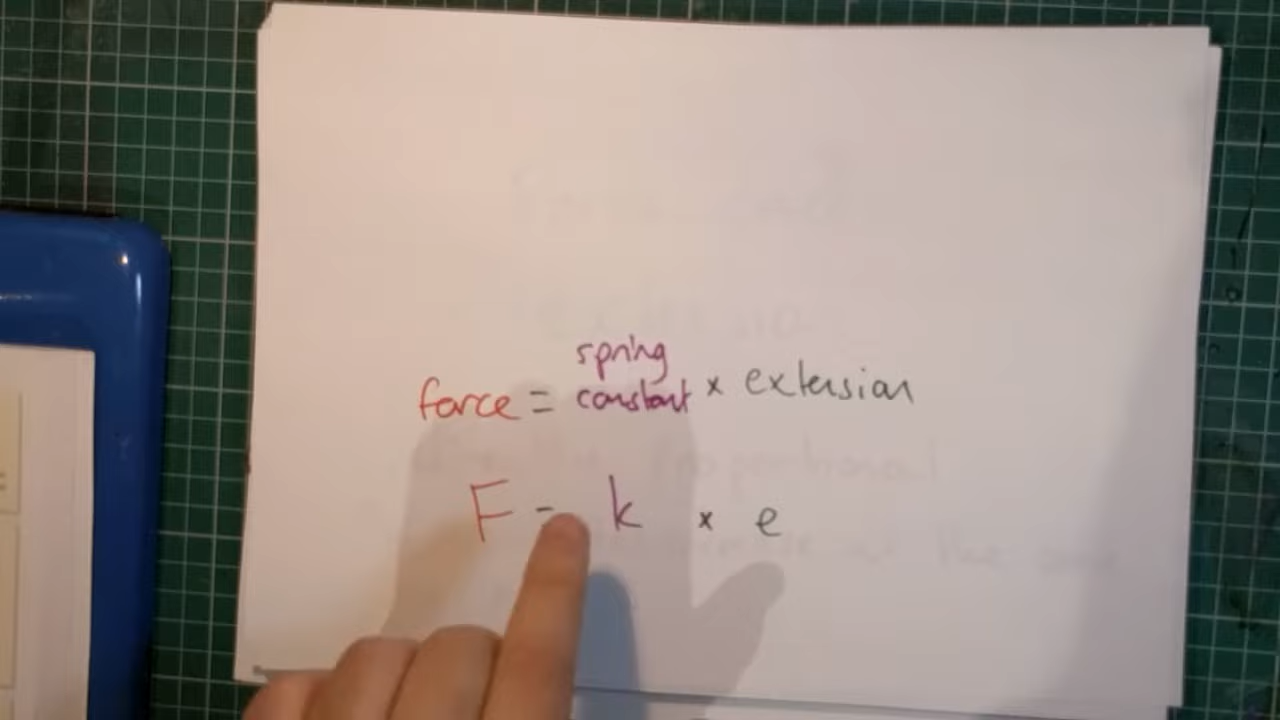 force = spring constant × extension
F = k × e